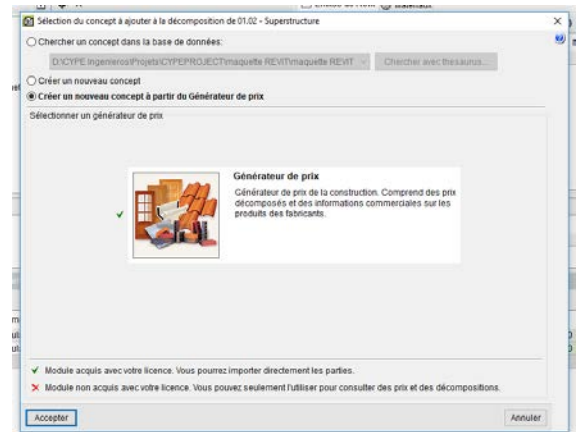 Sélection du concept à ajouter à la décomposition de 01.02 - Superstructure
Chercher un concept dans la base de données:
D:\CYPE Ingenieros\Projets\CYPEPROJECT\maquette REVIT\maquette REVIT
Chercher avec thesaurus...
Créer un nouveau concept
Créer un nouveau concept à partir du Générateur de prix
Sélectionner un générateur de prix
Générateur de prix
Générateur de prix de la construction. Comprend des prix
décomposés et des informations commerciales sur les
produits des fabricants.
Module acquis avec votre licence. Vous pourrez importer directement les parties.
Module non acquis avec votre licence. Vous pouvez seulement l'utiliser pour consulter des prix et des décompositions.
Accepter
Annuler